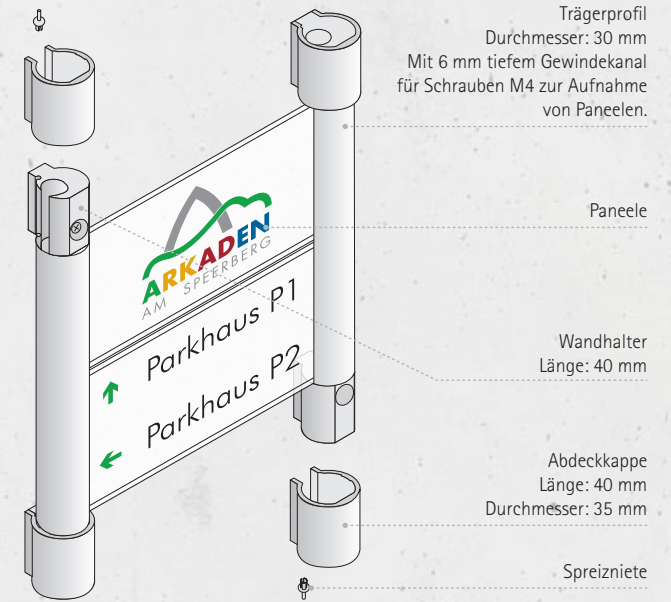 Trägerprofil
Durchmesser: 30 mm
Mit 6 mm tiefem Gewindekanal
für Schrauben M4 zur Aufnahme
von Paneelen.
Paneele
ARKADEN
AM SPEERBERG
Parkhaus P1
Parkhaus P2
Wandhalter
Länge: 40 mm
Abdeckkappe
Länge: 40 mm
Durchmesser: 35 mm
Spreizniete